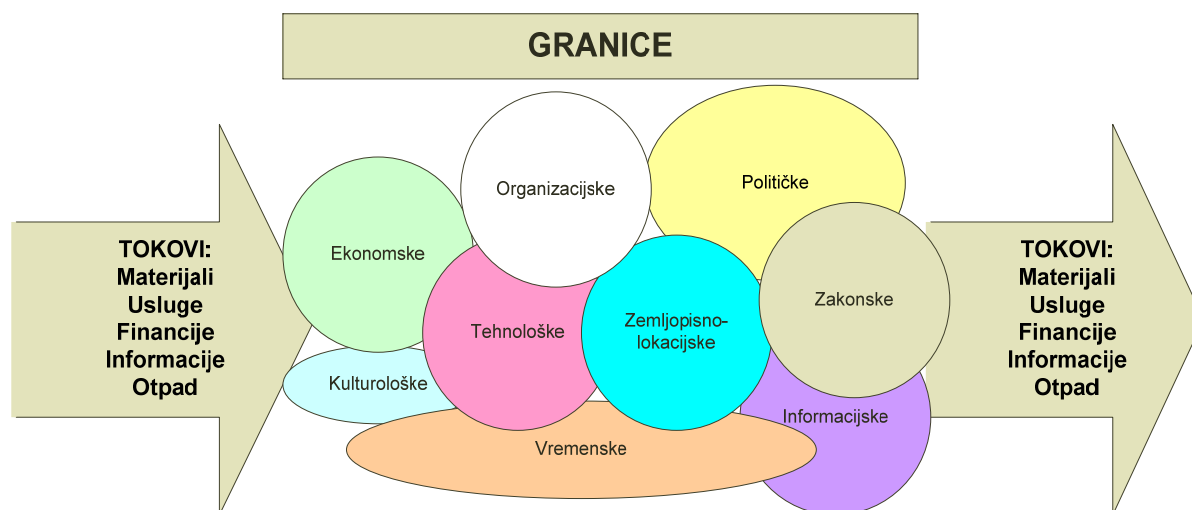 GRANICE
TOKOVI:
Materijali
Usluge
Financije
Informacije
Otpad
Organizacijske
Političke
Ekonomske
Zakonske
Tehnološke
Zemljopisno-
lokacijske
Kulturološke
Informacijske
Vremenske
TOKOVI:
Materijali
Usluge
Financije
Informacije
Otpad